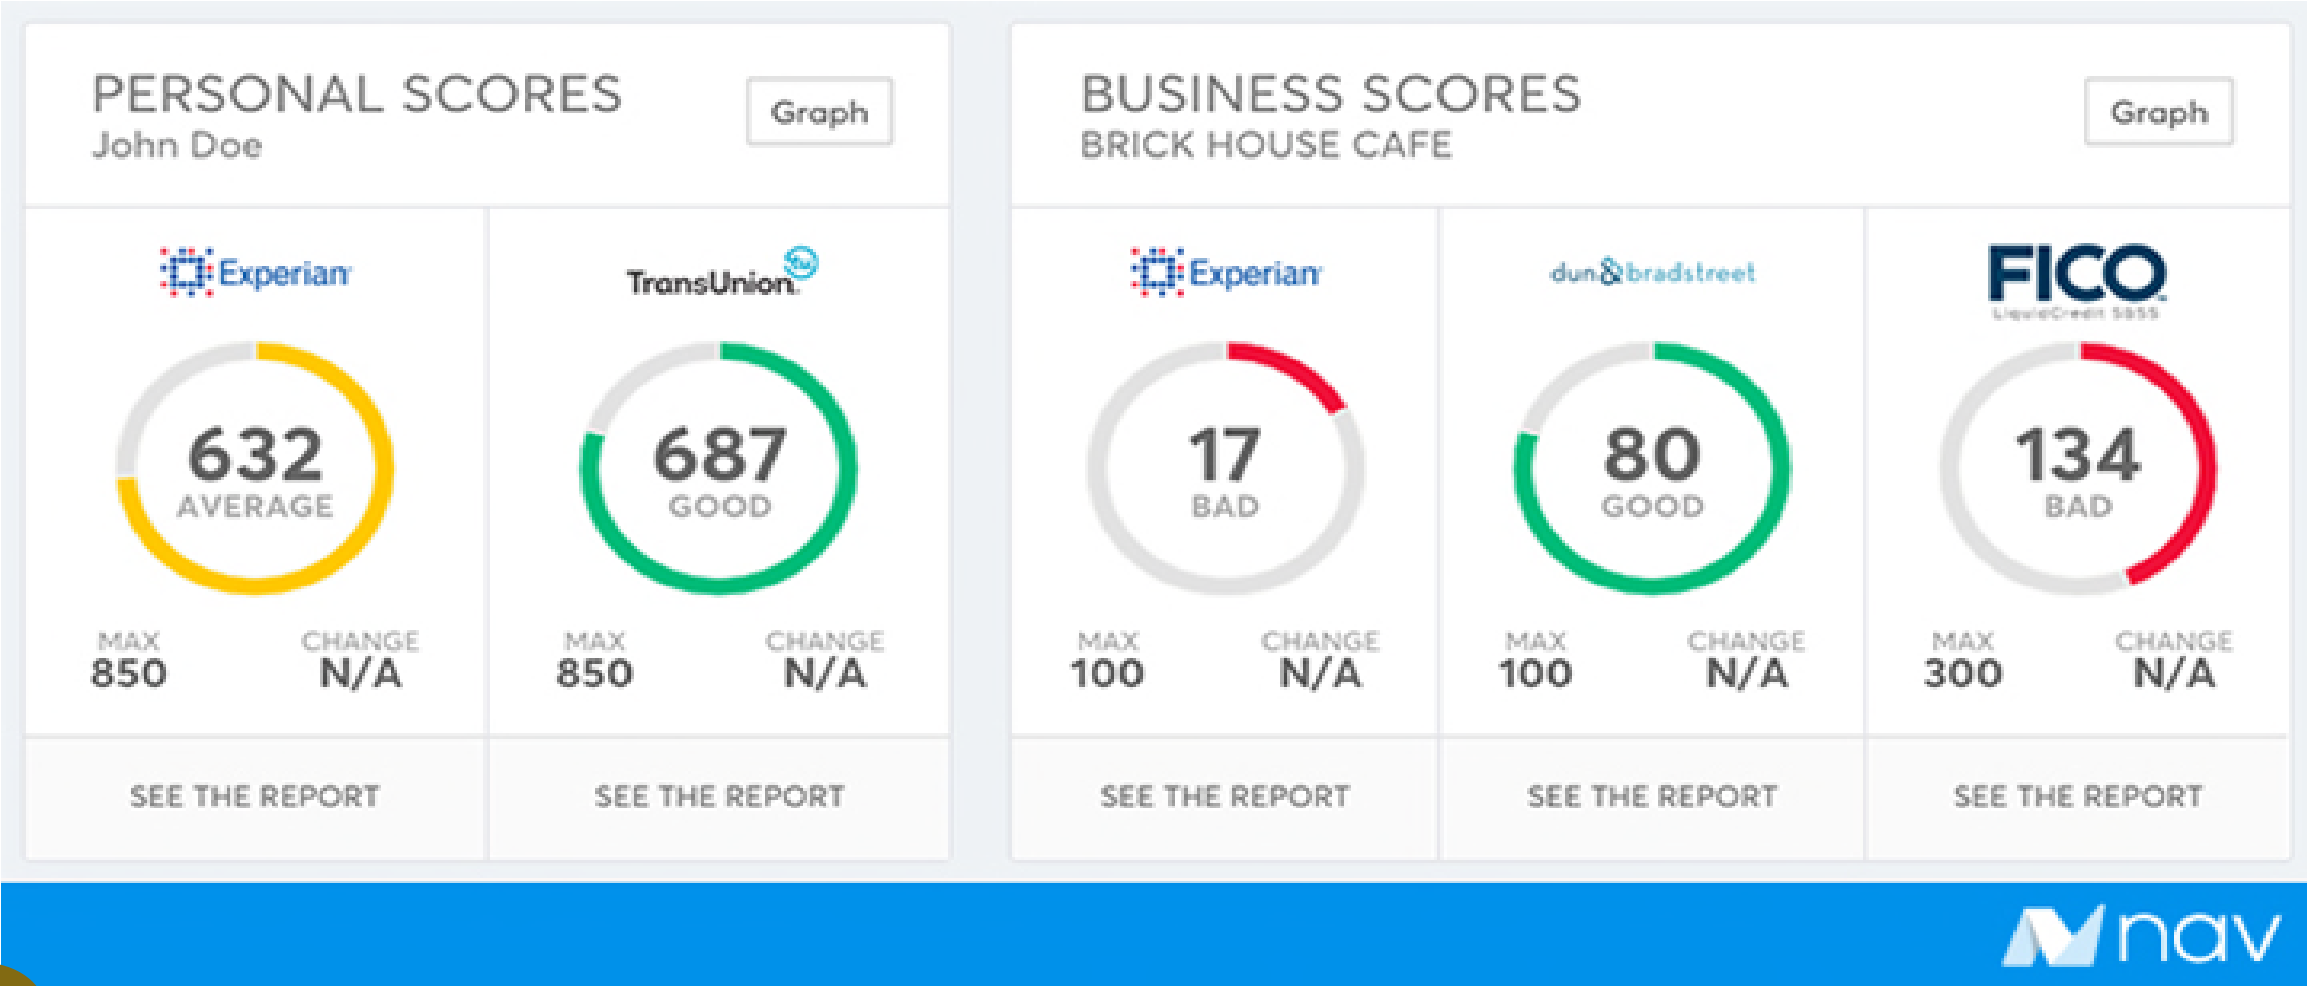 PERSONAL SCORES
John Doe
Graph
Experian
TransUnion
tu
632
AVERAGE
MAX
850
CHANGE
N/A
687
GOOD
MAX
850
CHANGE
N/A
SEE THE REPORT
SEE THE REPORT
BUSINESS SCORES
BRICK HOUSE CAFE
Graph
Experian
dun&bradstreet
FICO
LiquidCredit SBSS
17
BAD
MAX
100
CHANGE
N/A
80
GOOD
MAX
100
CHANGE
N/A
134
BAD
MAX
300
CHANGE
N/A
SEE THE REPORT
SEE THE REPORT
SEE THE REPORT
nav